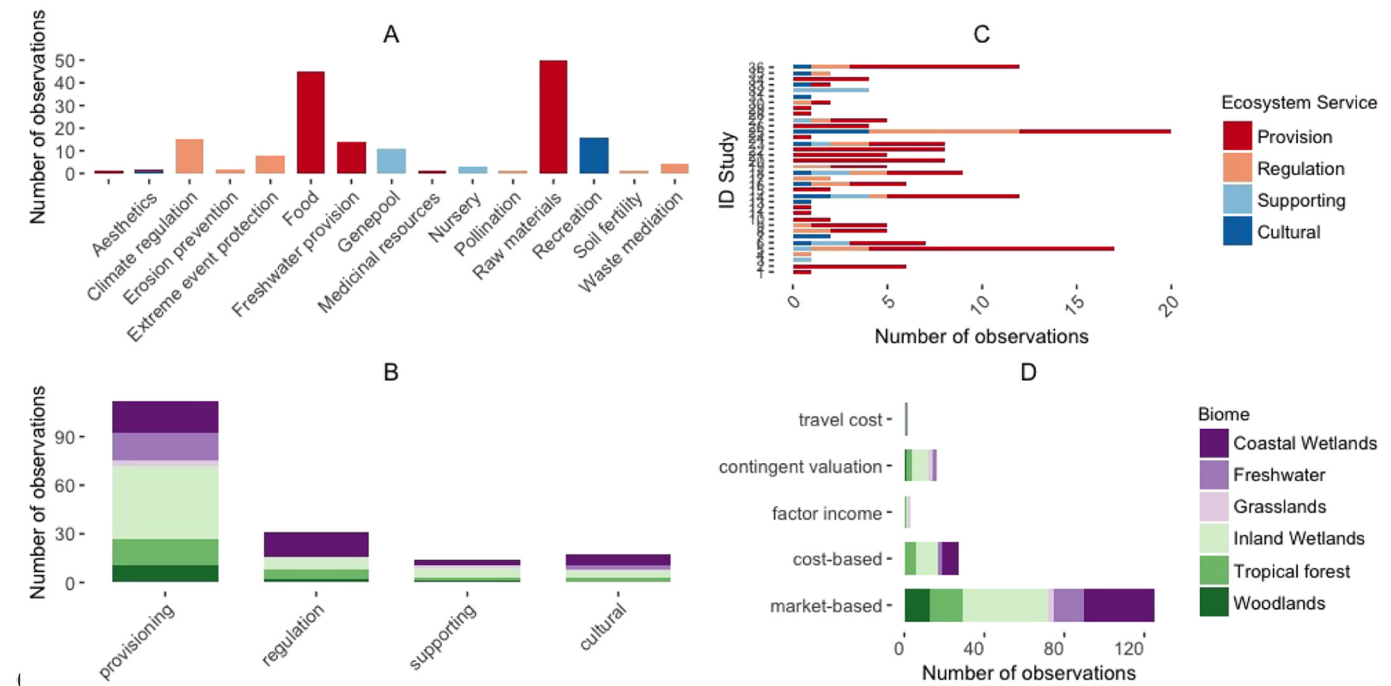 A
Number of observations
50
40
30
20
10
0
Aesthetics
Climate regulation
Erosion prevention
Extreme event protection
Food
Freshwater provision
Genepool
Medicinal resources
Nursery
Pollination
Raw materials
Recreation
Soil fertility
Waste mediation
C
ID Study
36
0
5
10
15
20
Number of observations
Ecosystem Service
Provision
Regulation
Supporting
Cultural
B
Number of observations
90
60
30
0
provisioning
regulation
supporting
cultural
D
travel cost
contingent valuation
factor income
cost-based
market-based
0
40
80
120
Number of observations
Biome
Coastal Wetlands
Freshwater
Grasslands
Inland Wetlands
Tropical forest
Woodlands